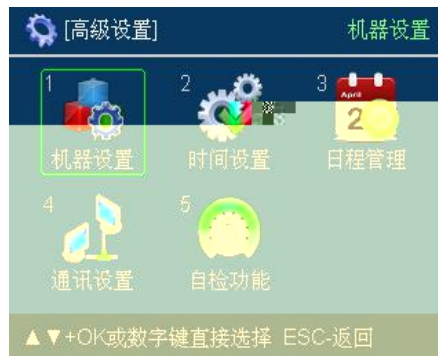 [高级设置] 机器设置
1 2 3
April
2
机器设置 时间设置 日程管理
4 5
通讯设置 自检功能
▲▼+OK或数字键直接选择 ESC-返回